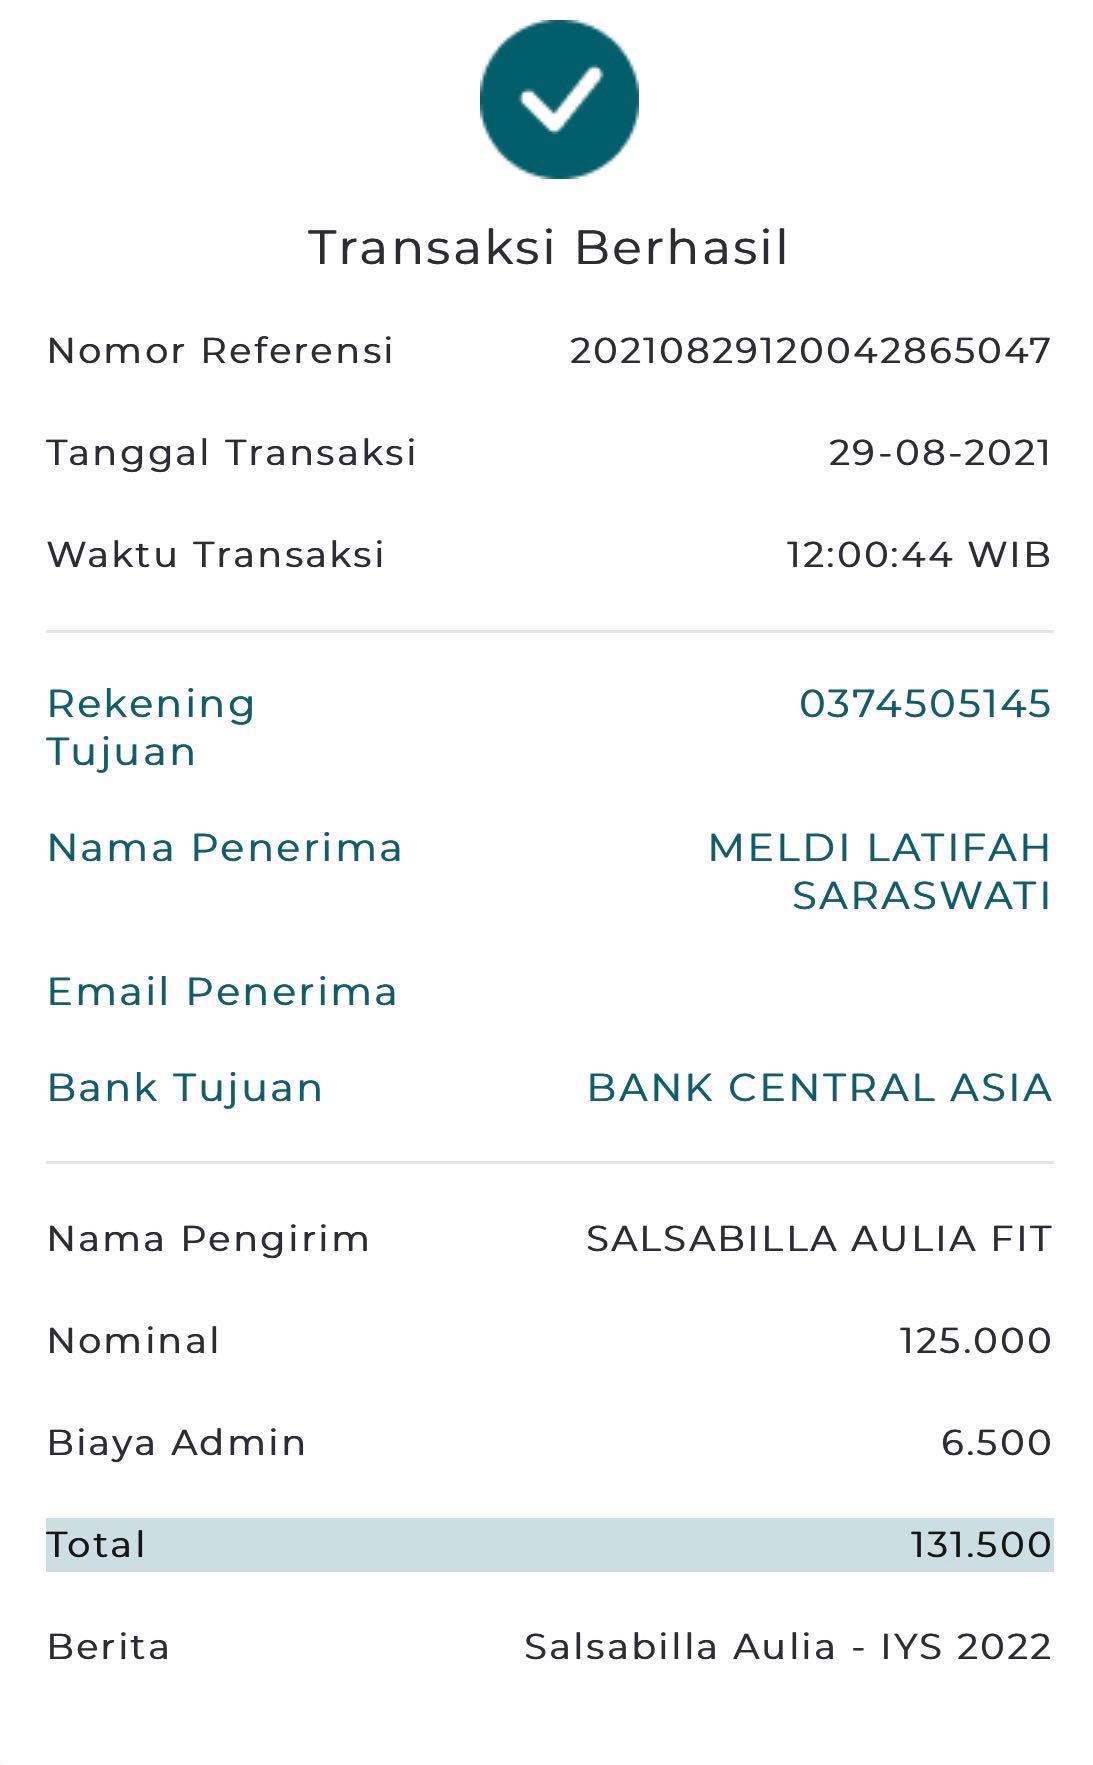 Transaksi Berhasil
Nomor Referensi 20210829120042865047
Tanggal Transaksi 29-08-2021
Waktu Transaksi 12:00:44 WIB
Rekening 0374505145
Tujuan
Nama Penerima MELDI LATIFAH
SARASWATI
Email Penerima
Bank Tujuan BANK CENTRAL ASIA
Nama Pengirim SALSABILLA AULIA FIT
Nominal 125.000
Biaya Admin 6.500
Total 131.500
Berita Salsabilla Aulia - IYS 2022